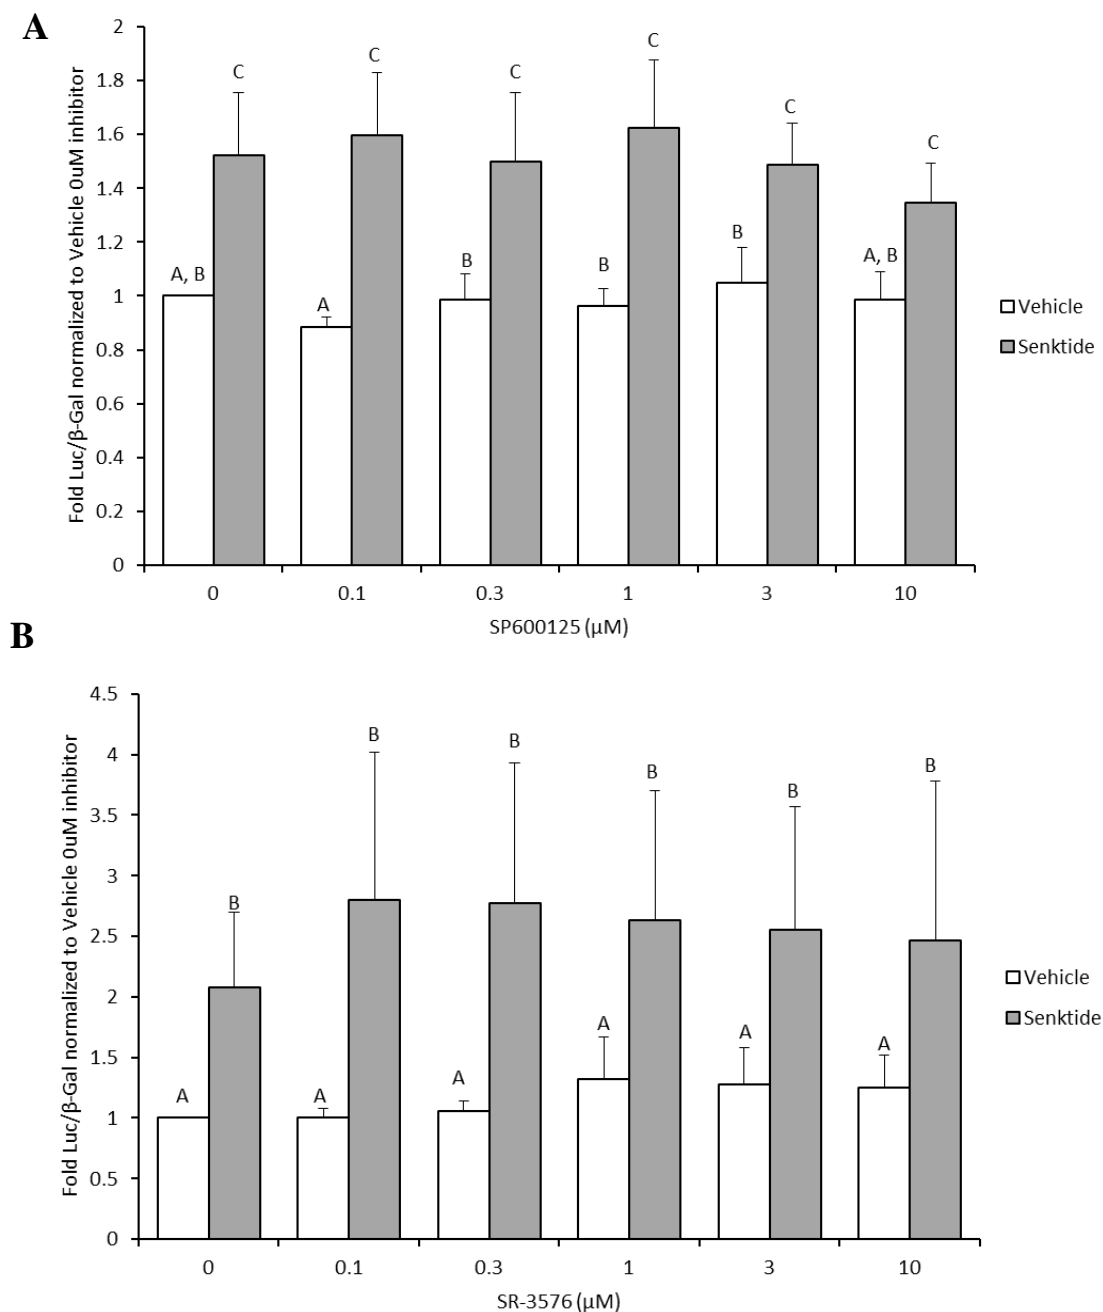 A
Fold Luc/β-Gal normalized to Vehicle 0uM inhibitor
2
1.8
1.6
1.4
1.2
1
0.8
0.6
0.4
0.2
0
C C C C C C
A, B A B B B A, B
0 0.1 0.3 1 3 10
SP600125 (µM)
Vehicle
Senktide
B
Fold Luc/β-Gal normalized to Vehicle 0uM inhibitor
4.5
4
3.5
3
2.5
2
1.5
1
0.5
0
B B B B B B
A A A A A A
0 0.1 0.3 1 3 10
SR-3576 (µM)
Vehicle
Senktide